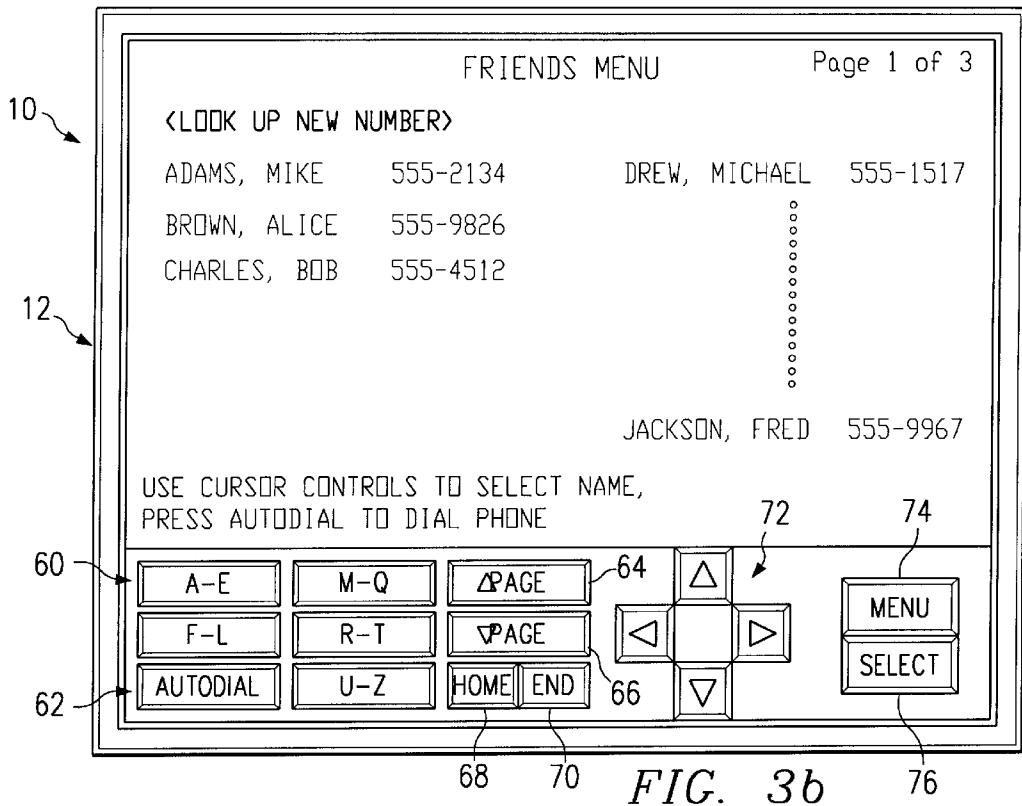 FRIENDS MENU Page 1 of 3
10
<LOOK UP NEW NUMBER>
ADAMS, MIKE 555-2134 DREW, MICHAEL 555-1517
BROWN, ALICE 555-9826
CHARLES, BOB 555-4512
12
JACKSON, FRED 555-9967
USE CURSOR CONTROLS TO SELECT NAME,
PRESS AUTODIAL TO DIAL PHONE
72 74
60 A-E M-Q △PAGE 64 △ MENU
F-L R-T ▽PAGE 66 ◁ ▷ SELECT
62 AUTODIAL U-Z HOME END ▽
68 70 76
FIG. 3b